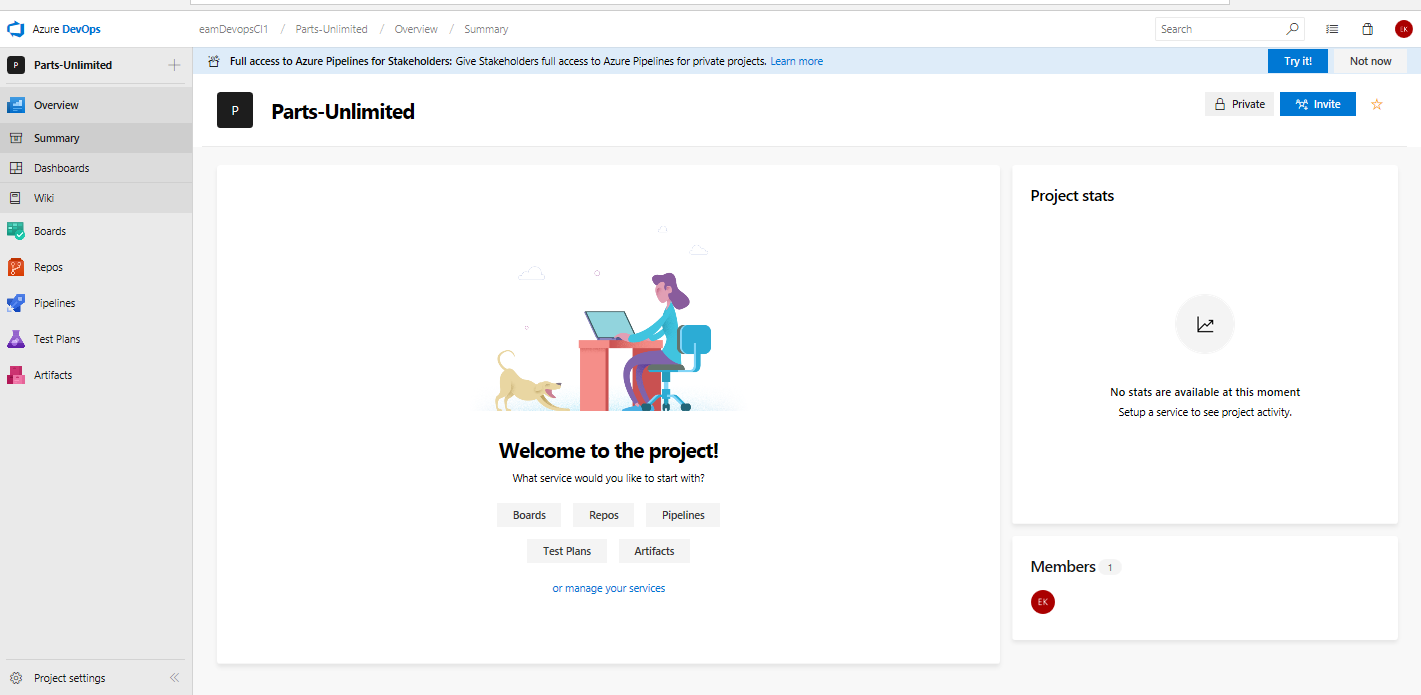 Azure DevOps
eamDevopsCI1 / Parts-Unlimited / Overview / Summary
Search
EK
P Parts-Unlimited
Full access to Azure Pipelines for Stakeholders: Give Stakeholders full access to Azure Pipelines for private projects. Learn more
Try it!
Not now
Overview
Summary
Dashboards
Wiki
Boards
Repos
Pipelines
Test Plans
Artifacts
Project settings
P
Parts-Unlimited
Private
Invite
Welcome to the project!
What service would you like to start with?
Boards Repos Pipelines
Test Plans Artifacts
or manage your services
Project stats
No stats are available at this moment
Setup a service to see project activity.
Members 1
EK